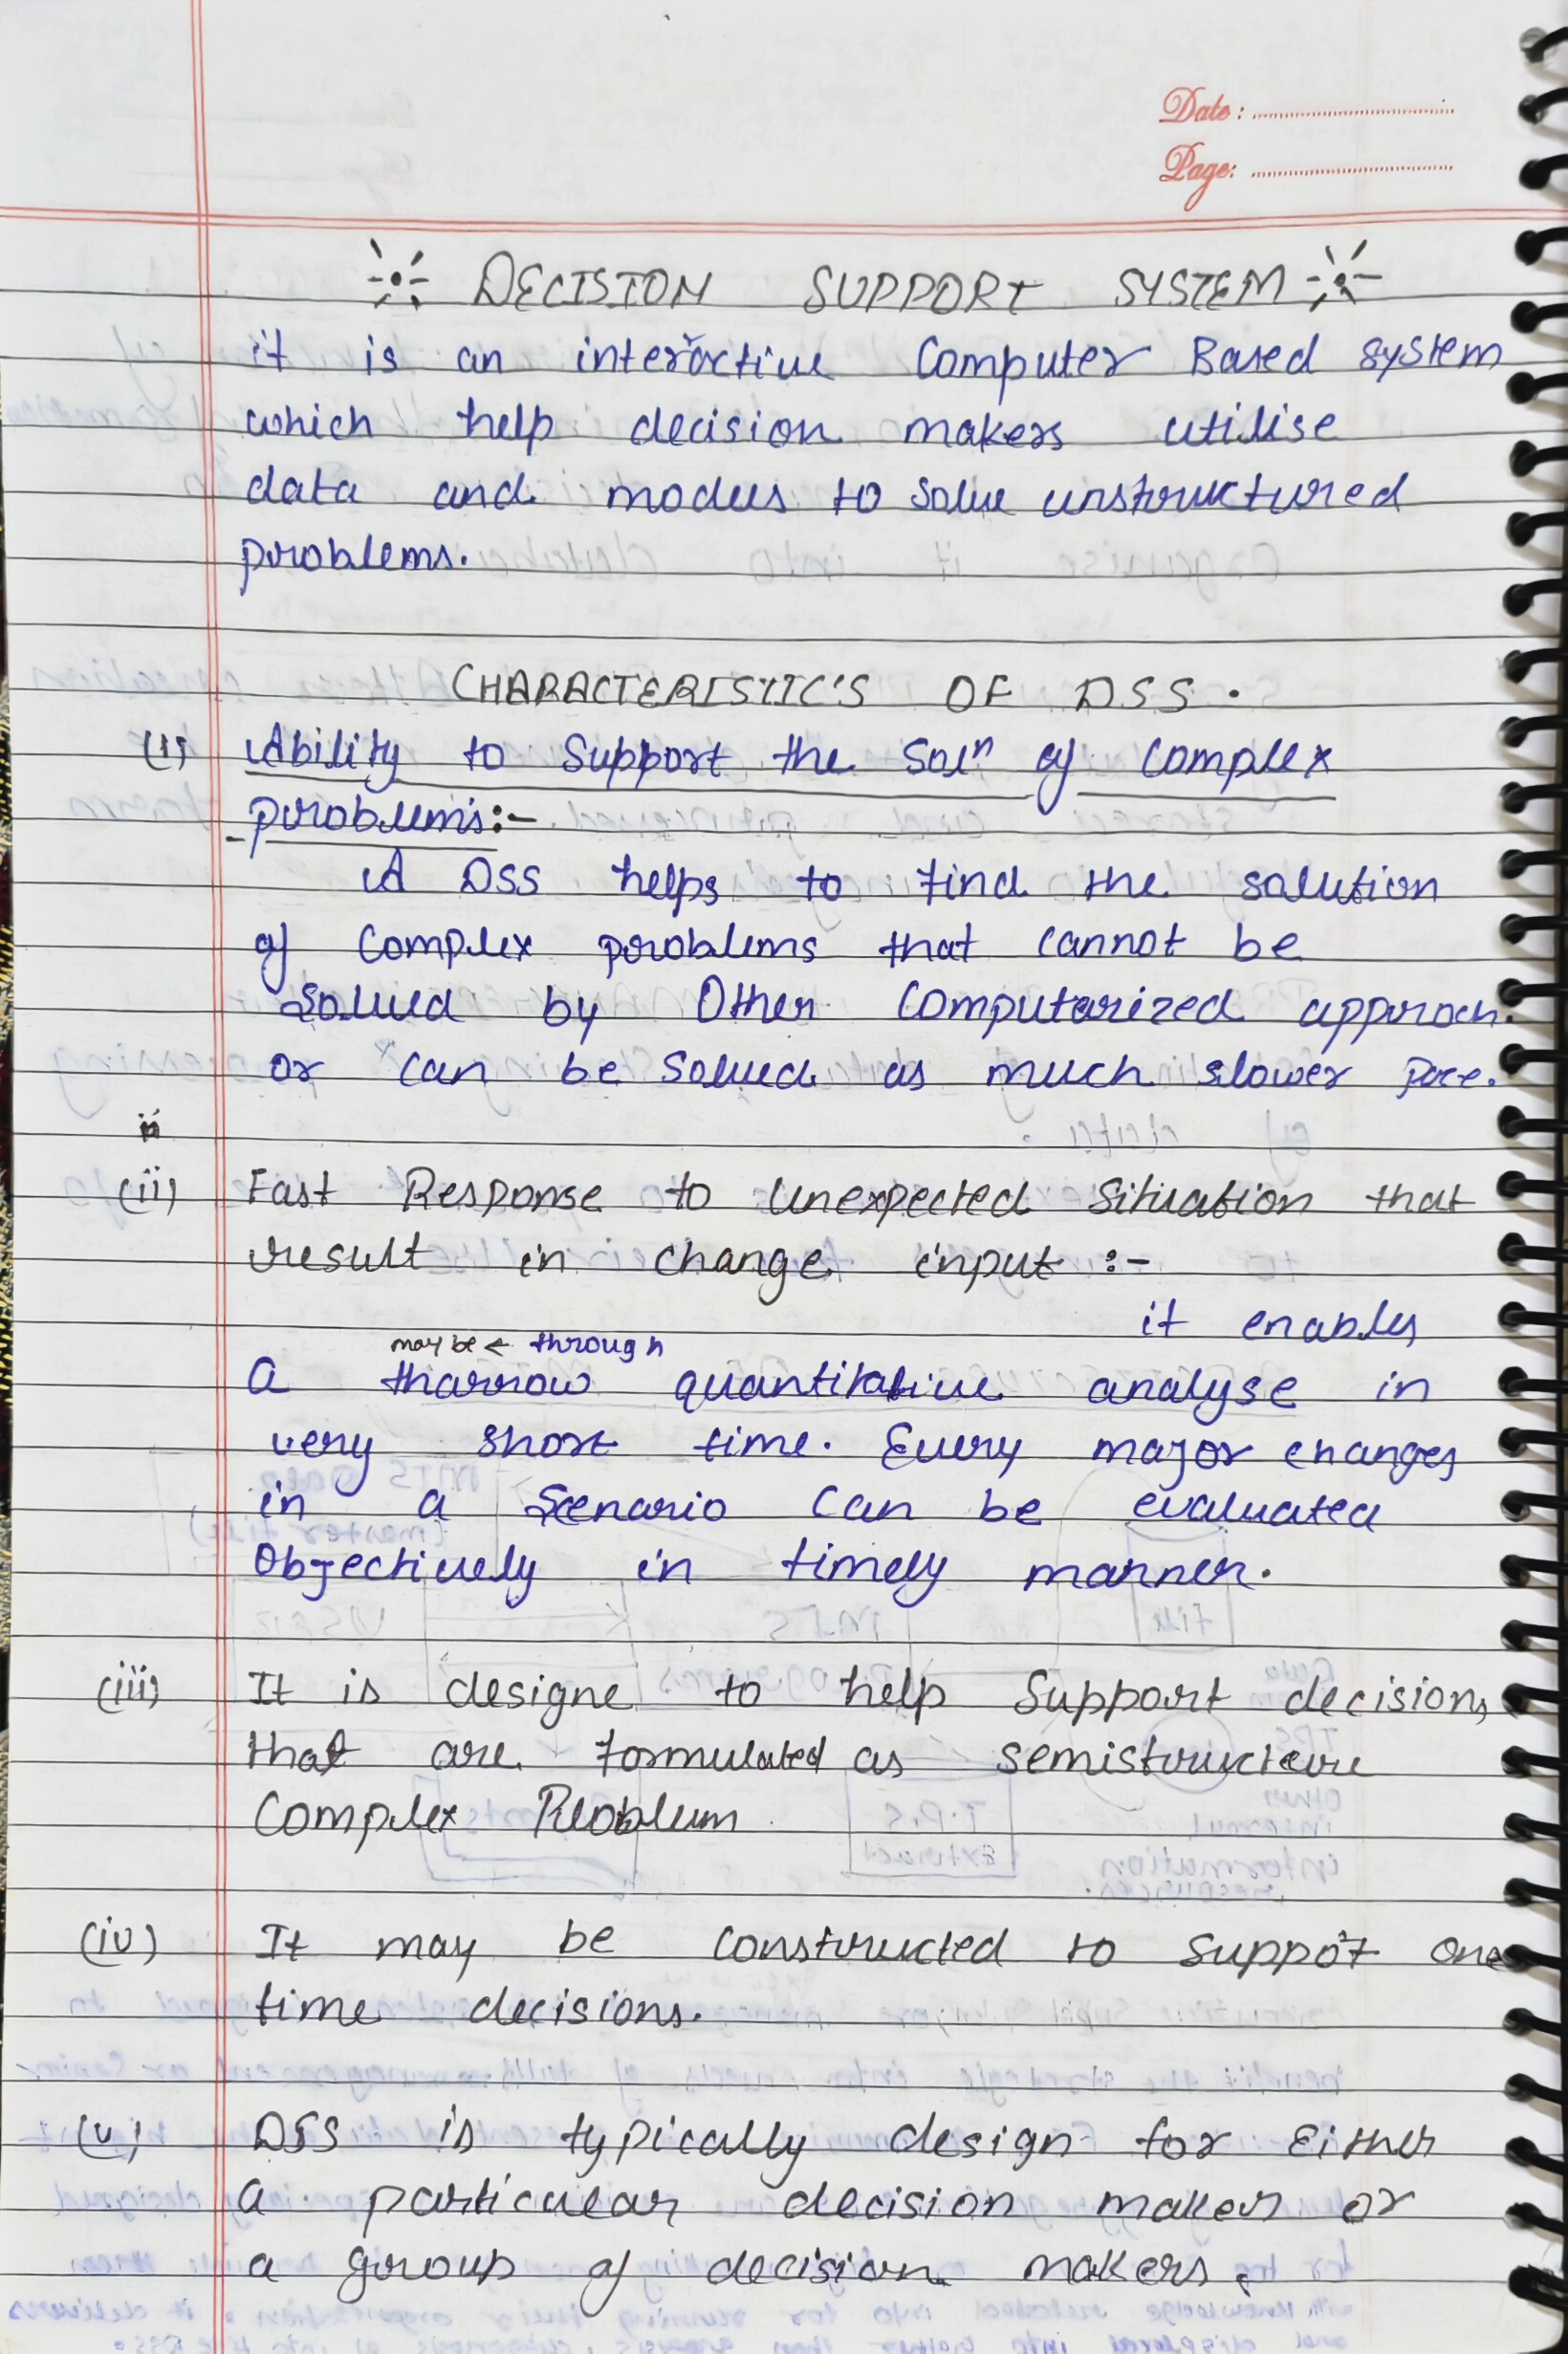 Date :
Page:
DECISION SUPPORT SYSTEM
it is an interactive Computer Based system
which help decision makers utilise
data and models to solve unstructured
problems.
CHARACTERISTIC'S OF DSS.
(i) Ability to Support the Solⁿ of Complex
problems:-
A DSS helps to find the solution
of Complex problems that cannot be
solved by Other Computarized approch.
or can be solved as much slower pace.
ii
(ii) Fast Response to Unexpected Situation that
result in change input :-
it enables
may be ← through
a tharrow quantitative analyse in
very short time. Every major changes
in a Scenario can be evaluated
Objectively in timely manner.
(iii) It is designe to help Support decisions
that are formulated as semistructure
Complex Problem
(iv) It may be Constructed to Support one
time decisions.
(v) DSS is typically design for Either
a particular decision maker or
a group of decision makers.